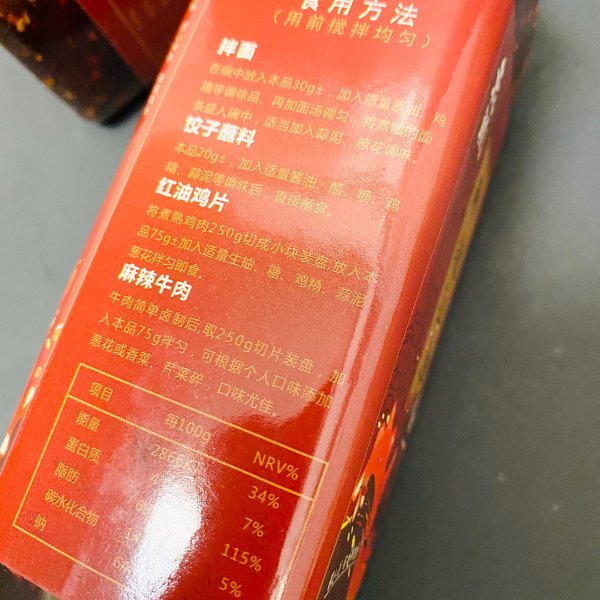 食用方法
（用前搅拌均匀）
拌面
在碗中放入本品30g±，加入适量酱油、鸡
精等调味品、再加面汤调匀，将煮熟的面
条盛入碗中，适当加入蒜泥、葱花调味。
饺子蘸料
本品20g±，加入适量酱油、醋、糖、鸡
精、蒜泥等调味后，直接蘸食。
红油鸡片
将煮熟鸡肉250g切成小块装盘,放入本
品75g±加入适量生抽、糖、鸡精、蒜泥、
葱花拌匀即食。
麻辣牛肉
牛肉简单卤制后,取250g切片装盘，加
入本品75g拌匀，可根据个人口味添加
葱花或香菜、芹菜碎，口味尤佳。
项目 每100g NRV%
能量 34%
蛋白质 7%
脂肪 115%
碳水化合物 5%
钠